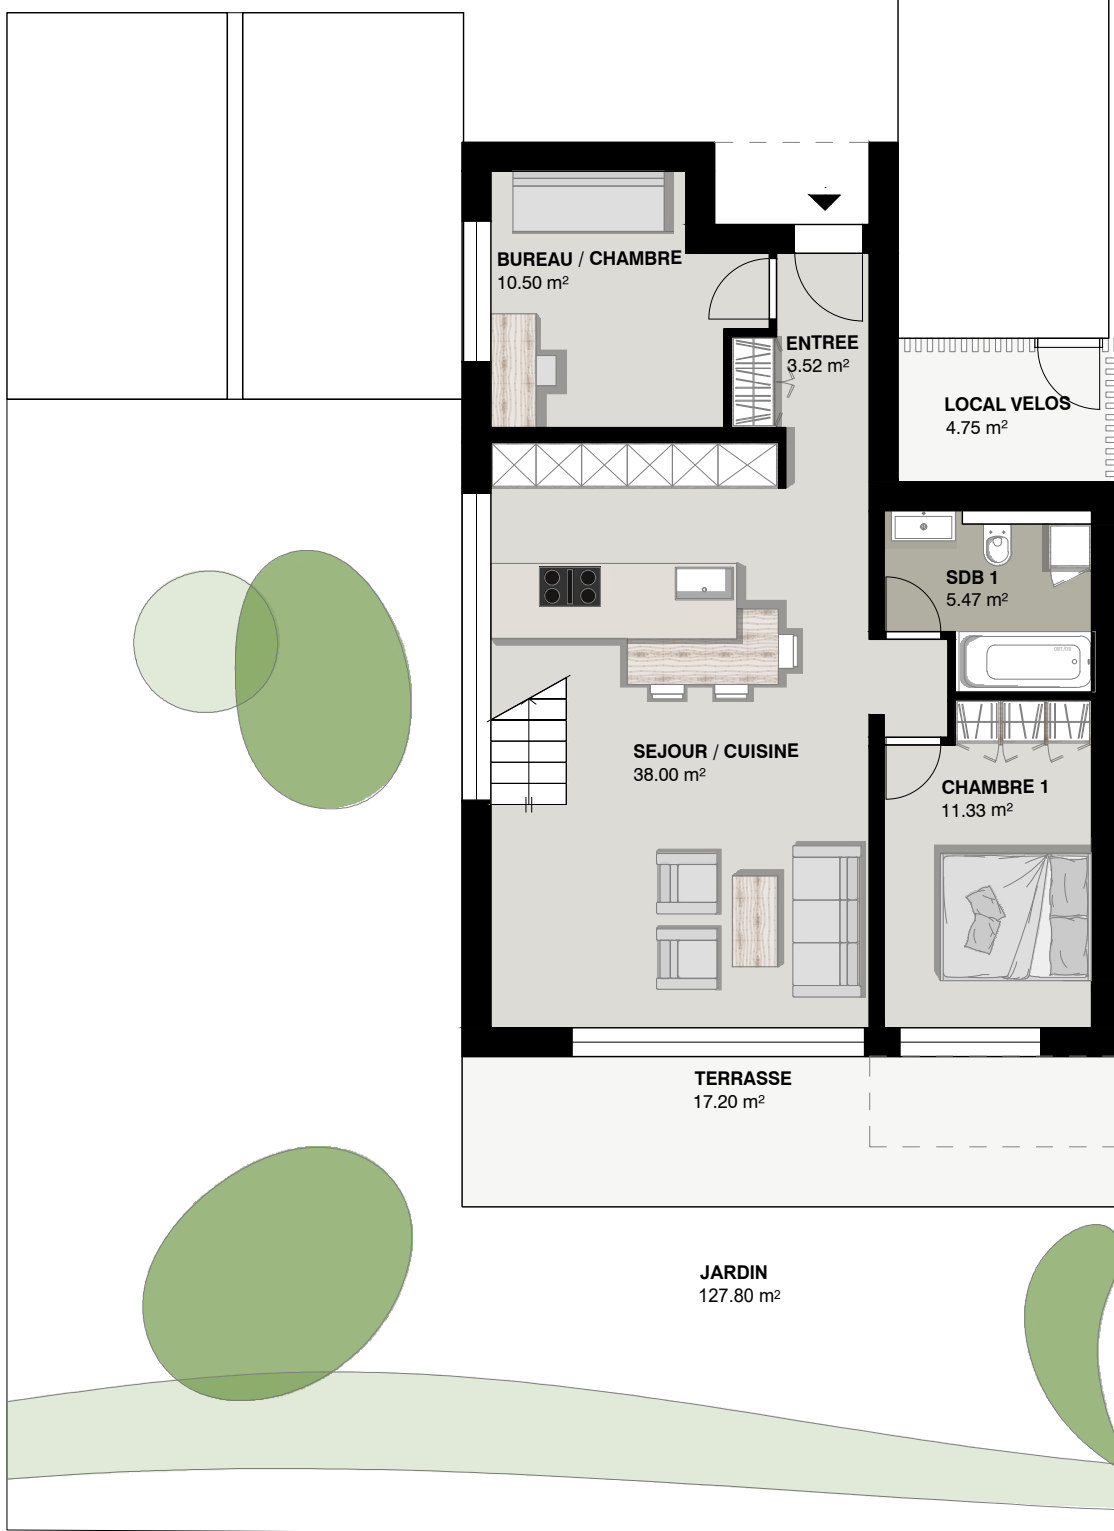 BUREAU / CHAMBRE
10.50 m²
ENTREE
3.52 m²
LOCAL VELOS
4.75 m²
SDB 1
5.47 m²
SEJOUR / CUISINE
38.00 m²
CHAMBRE 1
11.33 m²
TERRASSE
17.20 m²
JARDIN
127.80 m²